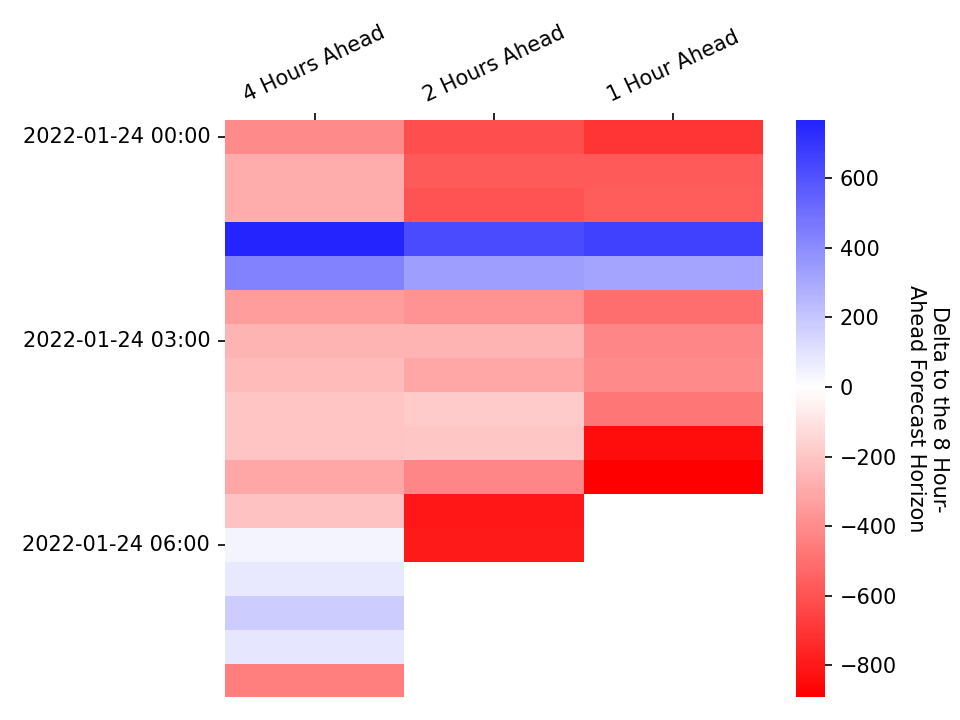 4 Hours Ahead
2 Hours Ahead
1 Hour Ahead
2022-01-24 00:00
2022-01-24 03:00
2022-01-24 06:00
600
400
200
0
−200
−400
−600
−800
Delta to the 8 Hour-
Ahead Forecast Horizon